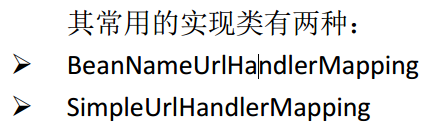 其常用的实现类有两种：
➢ BeanNameUrlHandlerMapping
➢ SimpleUrlHandlerMapping